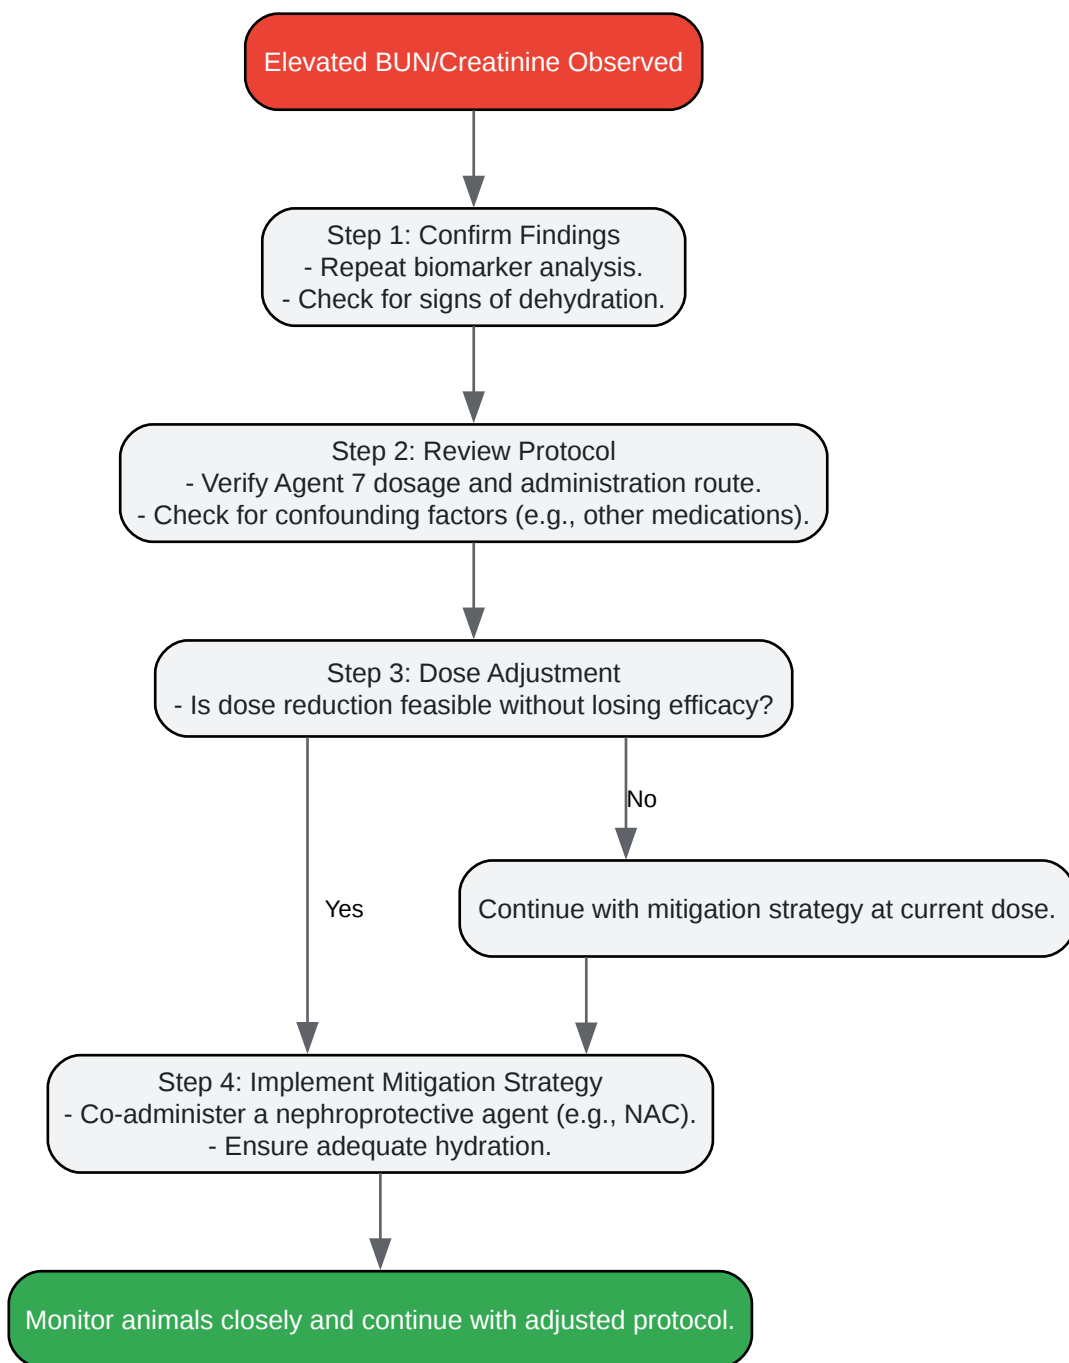 Elevated BUN/Creatinine Observed
Step 1: Confirm Findings
- Repeat biomarker analysis.
- Check for signs of dehydration.
Step 2: Review Protocol
- Verify Agent 7 dosage and administration route.
- Check for confounding factors (e.g., other medications).
Step 3: Dose Adjustment
- Is dose reduction feasible without losing efficacy?
No
Yes
Continue with mitigation strategy at current dose.
Step 4: Implement Mitigation Strategy
- Co-administer a nephroprotective agent (e.g., NAC).
- Ensure adequate hydration.
Monitor animals closely and continue with adjusted protocol.